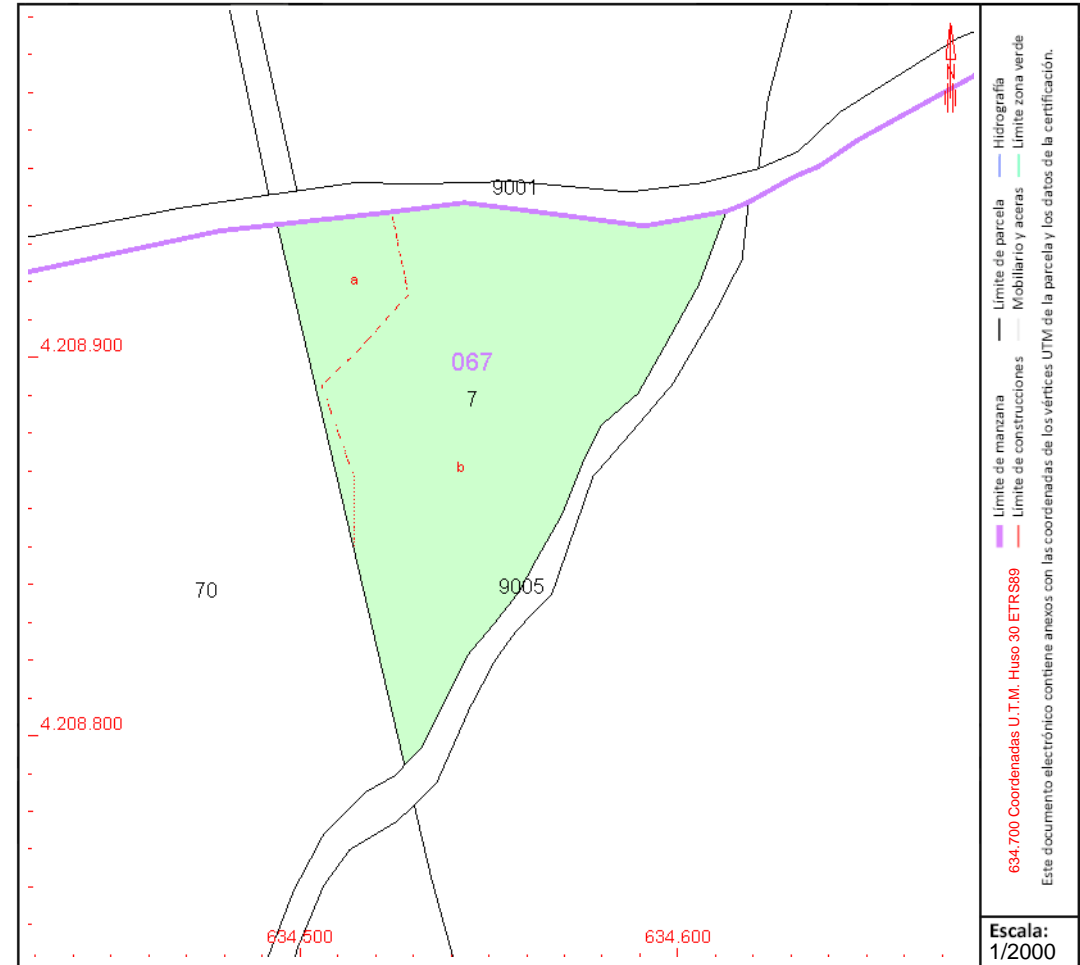 9001
a
4.208.900
067
7
b
70
9005
4.208.800
634.500
634.600
N
Límite de manzana
Límite de parcela
Hidrografía
Límite de construcciones
Mobiliario y aceras
Límite zona verde
634.700 Coordenadas U.T.M. Huso 30 ETRS89
Este documento electrónico contiene anexos con las coordenadas de los vértices UTM de la parcela y los datos de la certificación.
Escala:
1/2000